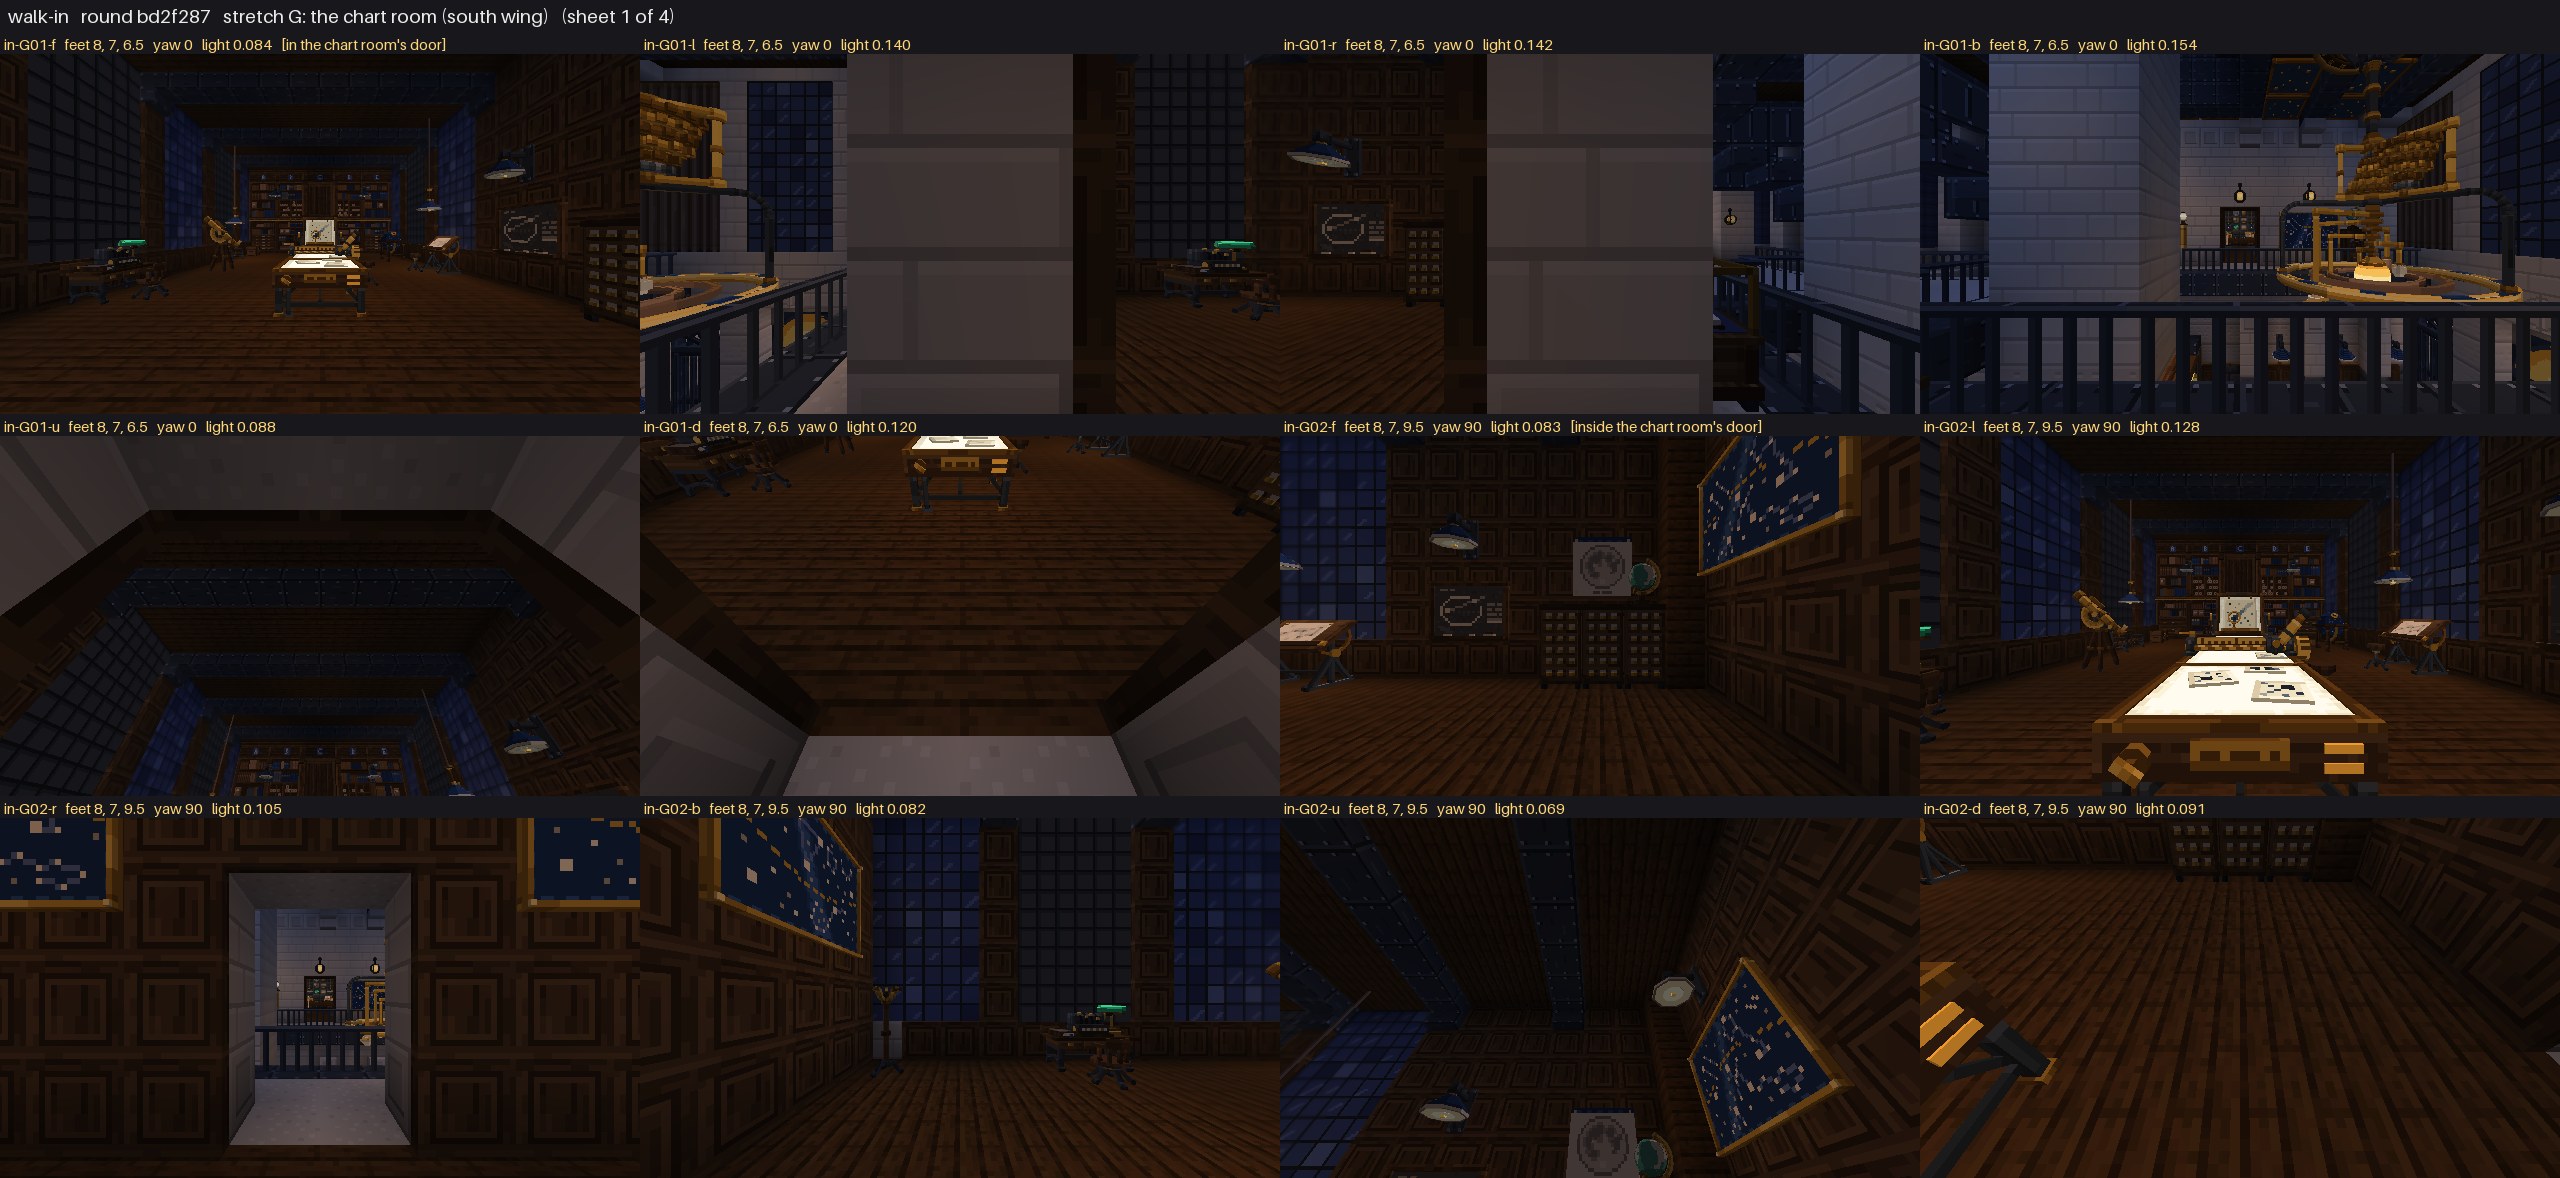 walk-in   round bd2f287   stretch G: the chart room (south wing)   (sheet 1 of 4)
in-G01-f  feet 8, 7, 6.5  yaw 0  light 0.084  [in the chart room's door]
in-G01-l  feet 8, 7, 6.5  yaw 0  light 0.140
in-G01-r  feet 8, 7, 6.5  yaw 0  light 0.142
in-G01-b  feet 8, 7, 6.5  yaw 0  light 0.154
in-G01-u  feet 8, 7, 6.5  yaw 0  light 0.088
in-G01-d  feet 8, 7, 6.5  yaw 0  light 0.120
in-G02-f  feet 8, 7, 9.5  yaw 90  light 0.083  [inside the chart room's door]
in-G02-l  feet 8, 7, 9.5  yaw 90  light 0.128
in-G02-r  feet 8, 7, 9.5  yaw 90  light 0.105
in-G02-b  feet 8, 7, 9.5  yaw 90  light 0.082
in-G02-u  feet 8, 7, 9.5  yaw 90  light 0.069
in-G02-d  feet 8, 7, 9.5  yaw 90  light 0.091